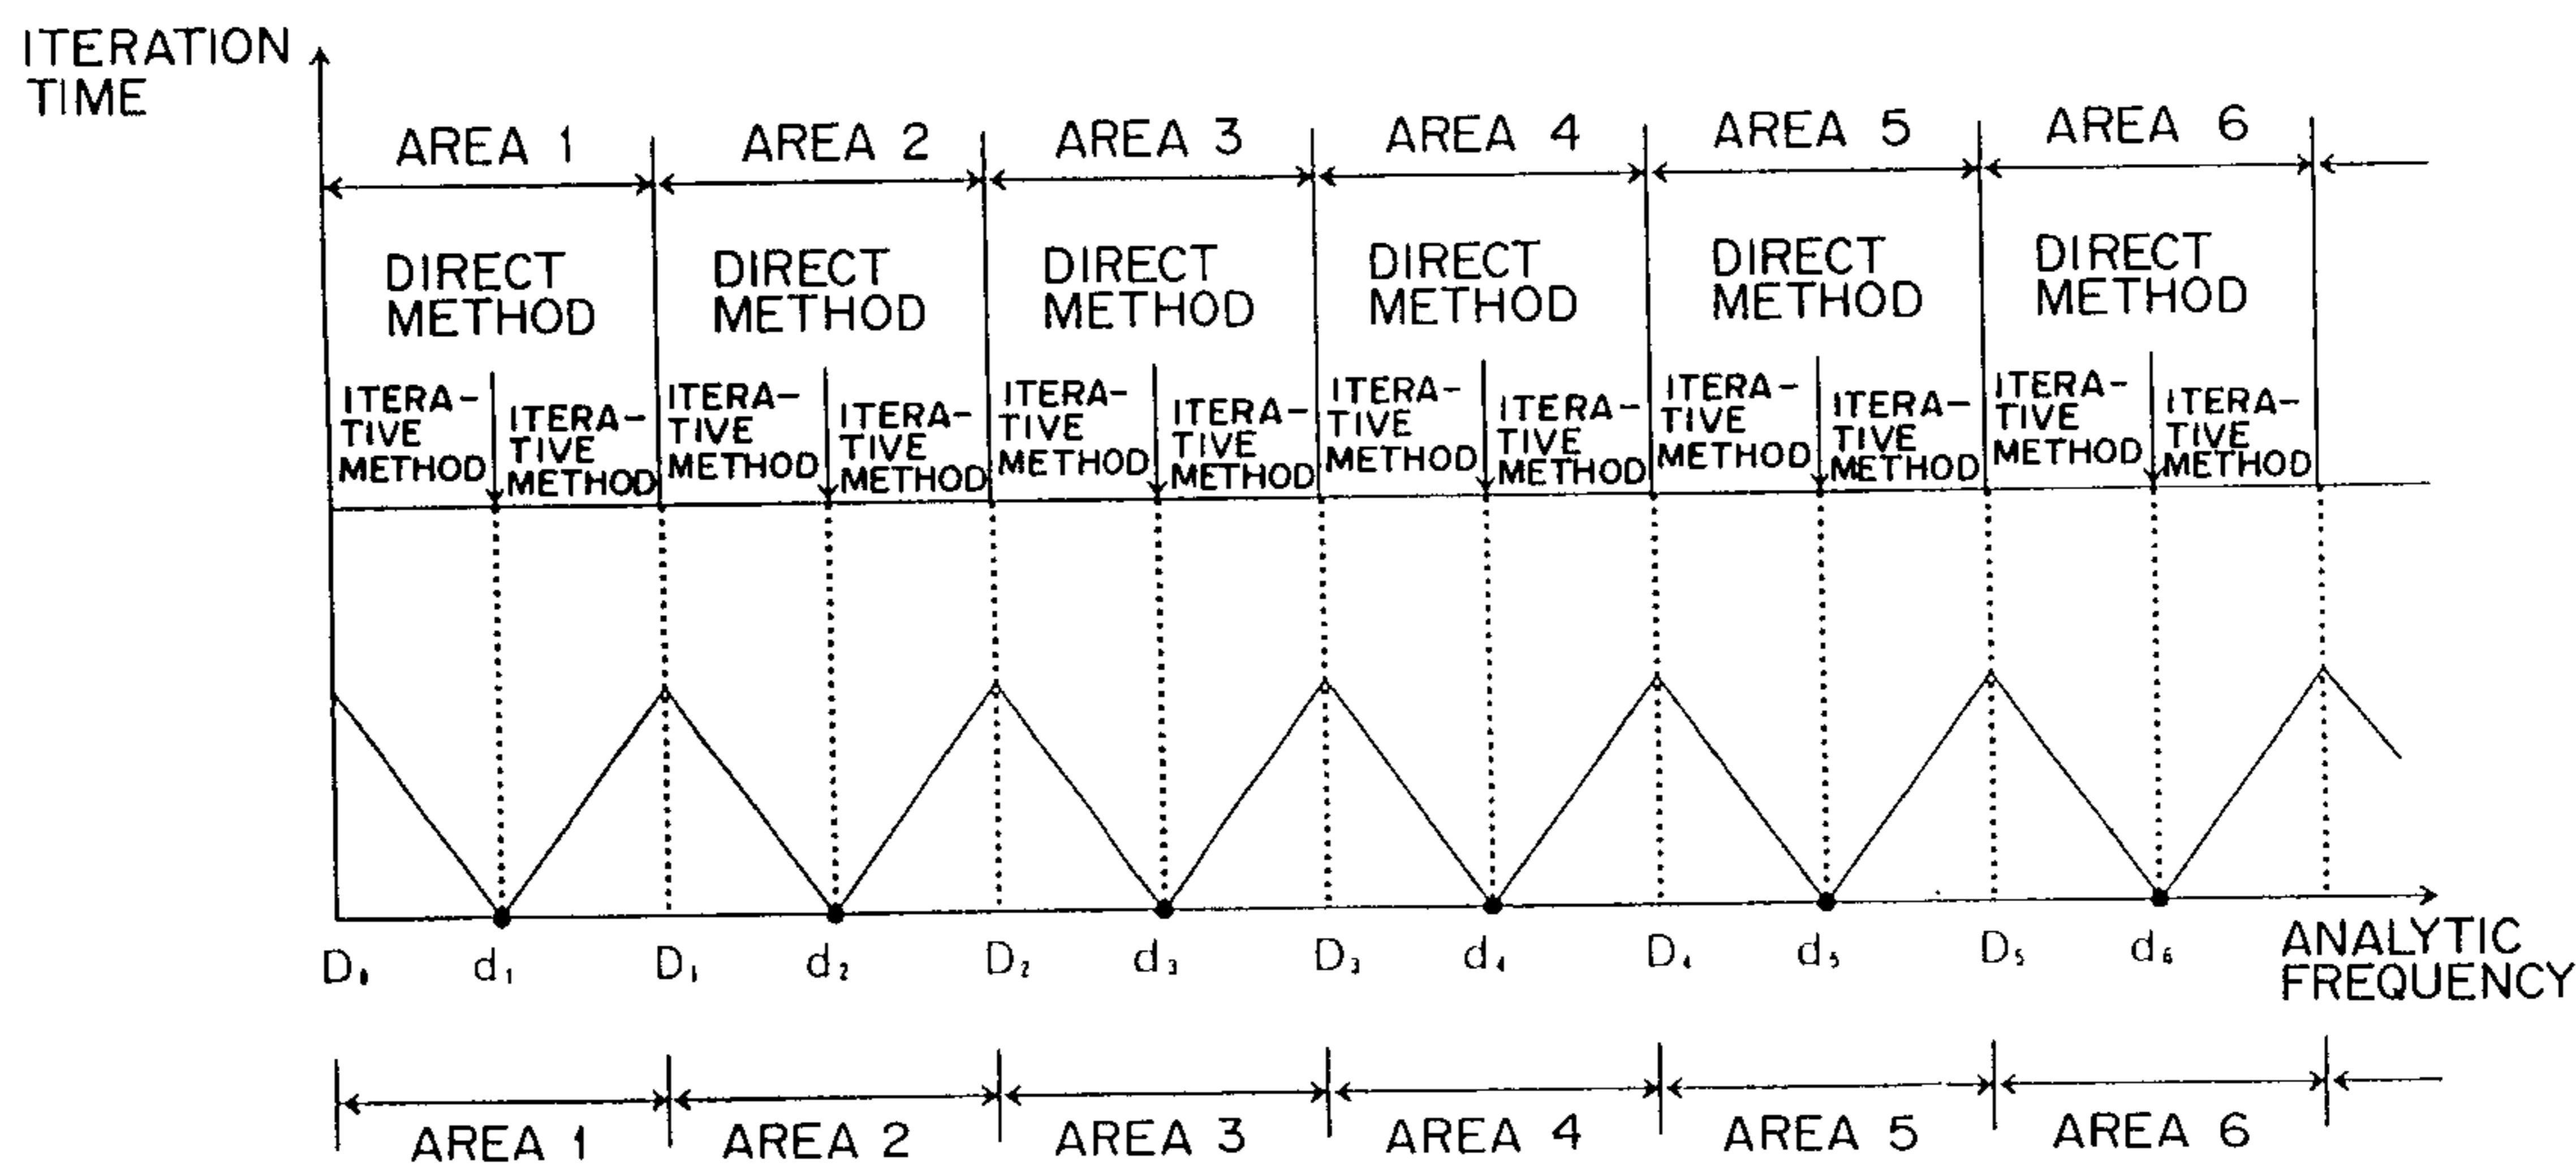 ITERATION
TIME
AREA 1
AREA 2
AREA 3
AREA 4
AREA 5
AREA 6
DIRECT
METHOD
DIRECT
METHOD
DIRECT
METHOD
DIRECT
METHOD
DIRECT
METHOD
DIRECT
METHOD
ITERA-
TIVE
METHOD
ITERA-
TIVE
METHOD
ITERA-
TIVE
METHOD
ITERA-
TIVE
METHOD
ITERA-
TIVE
METHOD
ITERA-
TIVE
METHOD
ITERA-
TIVE
METHOD
ITERA-
TIVE
METHOD
ITERA-
TIVE
METHOD
ITERA-
TIVE
METHOD
ITERA-
TIVE
METHOD
ITERA-
TIVE
METHOD
D₀ d₁ D₁ d₂ D₂ d₃ D₃ d₄ D₄ d₅ D₅ d₆
ANALYTIC
FREQUENCY
AREA 1
AREA 2
AREA 3
AREA 4
AREA 5
AREA 6